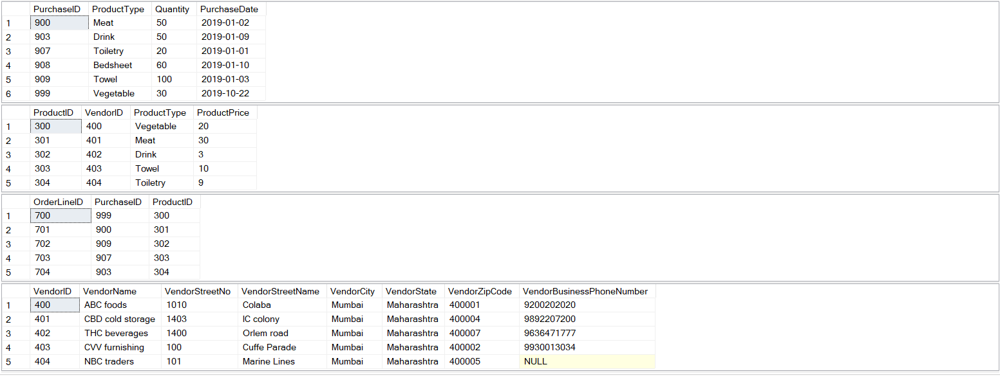 PurchaseID ProductType Quantity PurchaseDate
1 900 Meat 50 2019-01-02
2 903 Drink 50 2019-01-09
3 907 Toiletry 20 2019-01-01
4 908 Bedsheet 60 2019-01-10
5 909 Towel 100 2019-01-03
6 999 Vegetable 30 2019-10-22
ProductID VendorID ProductType ProductPrice
1 300 400 Vegetable 20
2 301 401 Meat 30
3 302 402 Drink 3
4 303 403 Towel 10
5 304 404 Toiletry 9
OrderLineID PurchaseID ProductID
1 700 999 300
2 701 900 301
3 702 909 302
4 703 907 303
5 704 903 304
VendorID VendorName VendorStreetNo VendorStreetName VendorCity VendorState VendorZipCode VendorBusinessPhoneNumber
1 400 ABC foods 1010 Colaba Mumbai Maharashtra 400001 9200202020
2 401 CBD cold storage 1403 IC colony Mumbai Maharashtra 400004 9892207200
3 402 THC beverages 1400 Orlem road Mumbai Maharashtra 400007 9636471777
4 403 CVV furnishing 100 Cuffe Parade Mumbai Maharashtra 400002 9930013034
5 404 NBC traders 101 Marine Lines Mumbai Maharashtra 400005 NULL